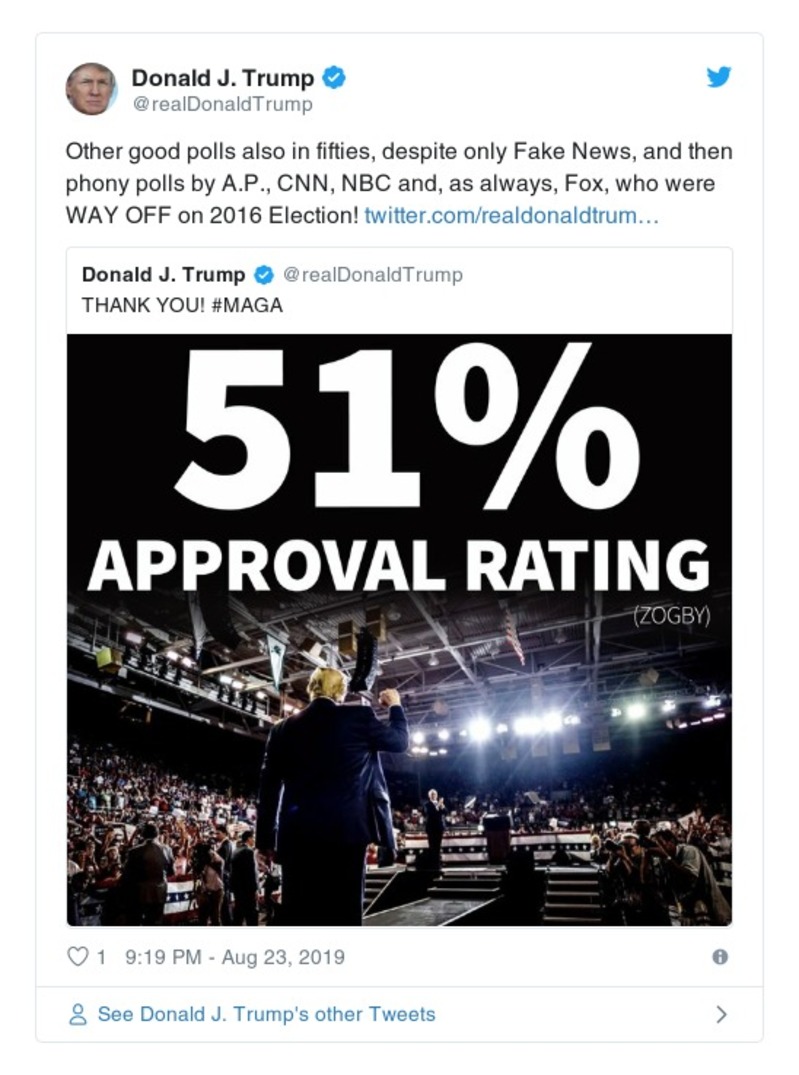 Donald J. Trump
@realDonaldTrump
Other good polls also in fifties, despite only Fake News, and then
phony polls by A.P., CNN, NBC and, as always, Fox, who were
WAY OFF on 2016 Election! twitter.com/realdonaldtrum…
Donald J. Trump @realDonaldTrump
THANK YOU! #MAGA
51%
APPROVAL RATING
(ZOGBY)
1 9:19 PM - Aug 23, 2019
See Donald J. Trump's other Tweets